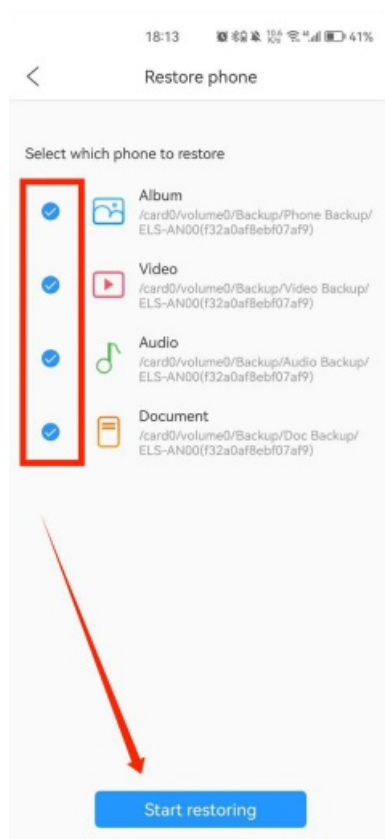 18:13
41%
Restore phone
Select which phone to restore
Album
/card0/volume0/Backup/Phone Backup/
ELS-AN00(f32a0af8ebf07af9)
Video
/card0/volume0/Backup/Video Backup/
ELS-AN00(f32a0af8ebf07af9)
Audio
/card0/volume0/Backup/Audio Backup/
ELS-AN00(f32a0af8ebf07af9)
Document
/card0/volume0/Backup/Doc Backup/
ELS-AN00(f32a0af8ebf07af9)
Start restoring